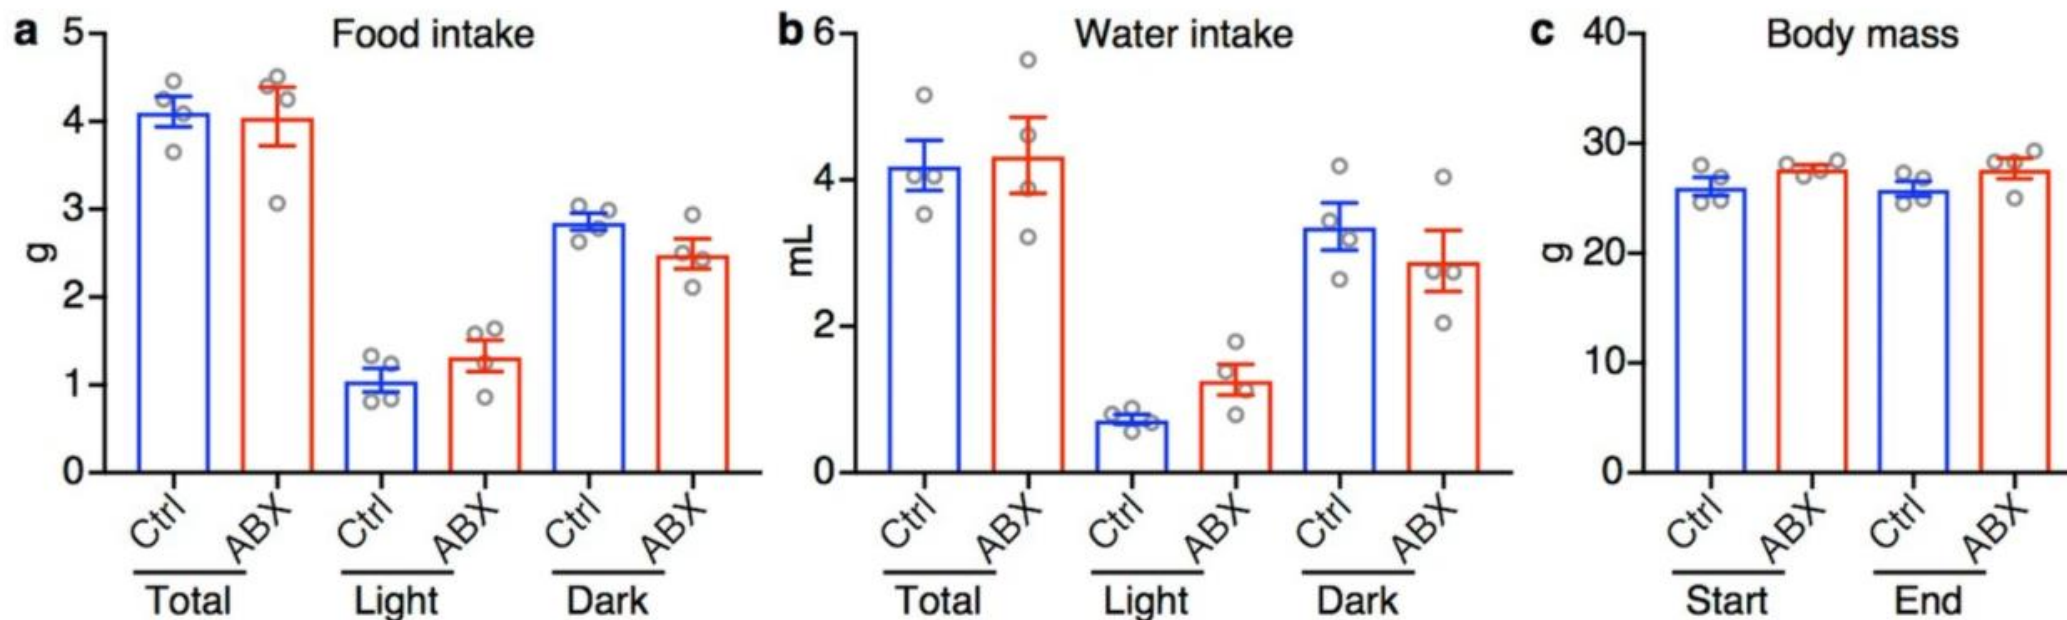 a
Food intake
5
4
3
2
1
0
g
Ctrl
ABX
Ctrl
ABX
Ctrl
ABX
Total
Light
Dark
b
Water intake
6
4
2
0
mL
Ctrl
ABX
Ctrl
ABX
Ctrl
ABX
Total
Light
Dark
c
Body mass
40
30
20
10
0
g
Ctrl
ABX
Ctrl
ABX
Start
End